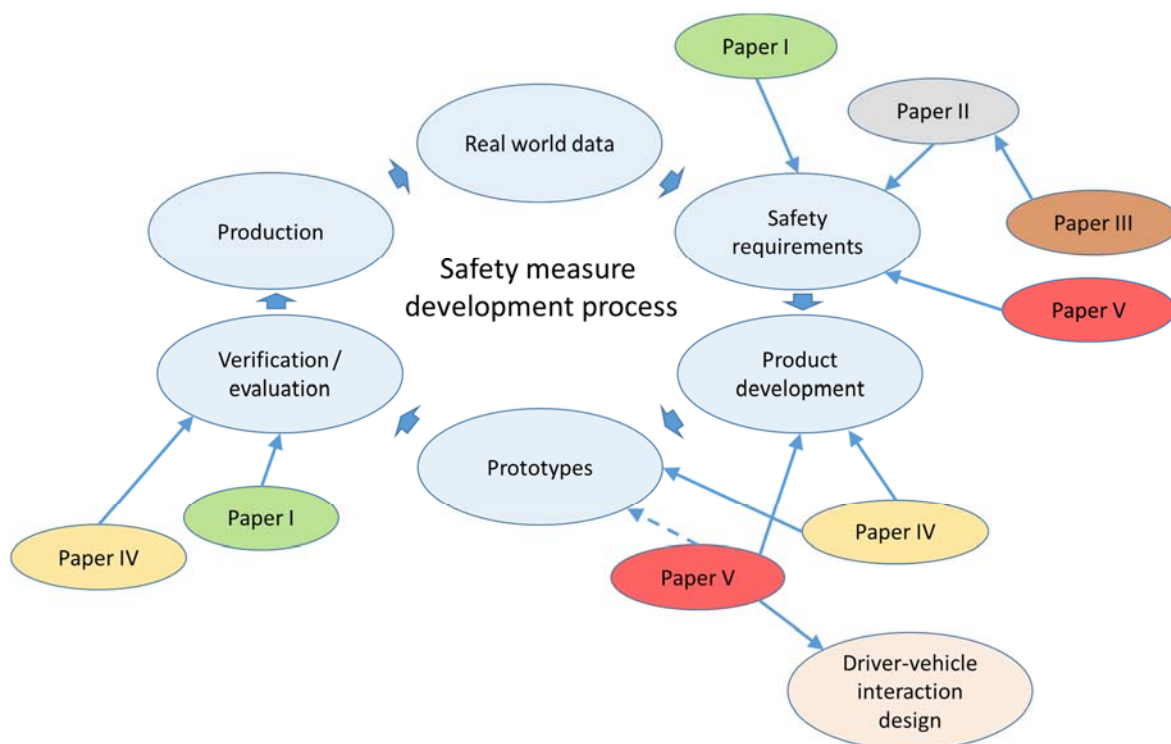 Paper I
Real world data
Paper II
Production
Safety
requirements
Paper III
Safety measure
development process
Paper V
Verification /
evaluation
Product
development
Prototypes
Paper I
Paper IV
Paper IV
Paper V
Driver-vehicle
interaction
design